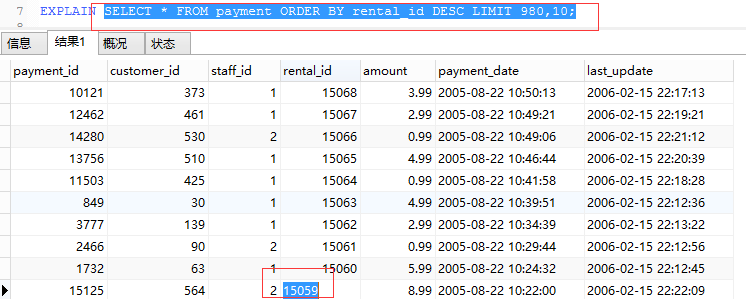 7 EXPLAIN SELECT * FROM payment ORDER BY rental_id DESC LIMIT 980,10;
8
信息 结果1 概况 状态
payment_id customer_id staff_id rental_id amount payment_date last_update
10121 373 1 15068 3.99 2005-08-22 10:50:13 2006-02-15 22:17:13
12462 461 1 15067 2.99 2005-08-22 10:49:21 2006-02-15 22:19:21
14280 530 2 15066 0.99 2005-08-22 10:49:06 2006-02-15 22:21:12
13756 510 1 15065 4.99 2005-08-22 10:46:44 2006-02-15 22:20:39
11503 425 1 15064 0.99 2005-08-22 10:41:58 2006-02-15 22:18:28
849 30 1 15063 4.99 2005-08-22 10:39:51 2006-02-15 22:12:36
3777 139 1 15062 2.99 2005-08-22 10:34:39 2006-02-15 22:13:22
2466 90 2 15061 0.99 2005-08-22 10:29:44 2006-02-15 22:12:56
1732 63 1 15060 5.99 2005-08-22 10:24:32 2006-02-15 22:12:45
15125 564 2 15059 8.99 2005-08-22 10:22:00 2006-02-15 22:22:09